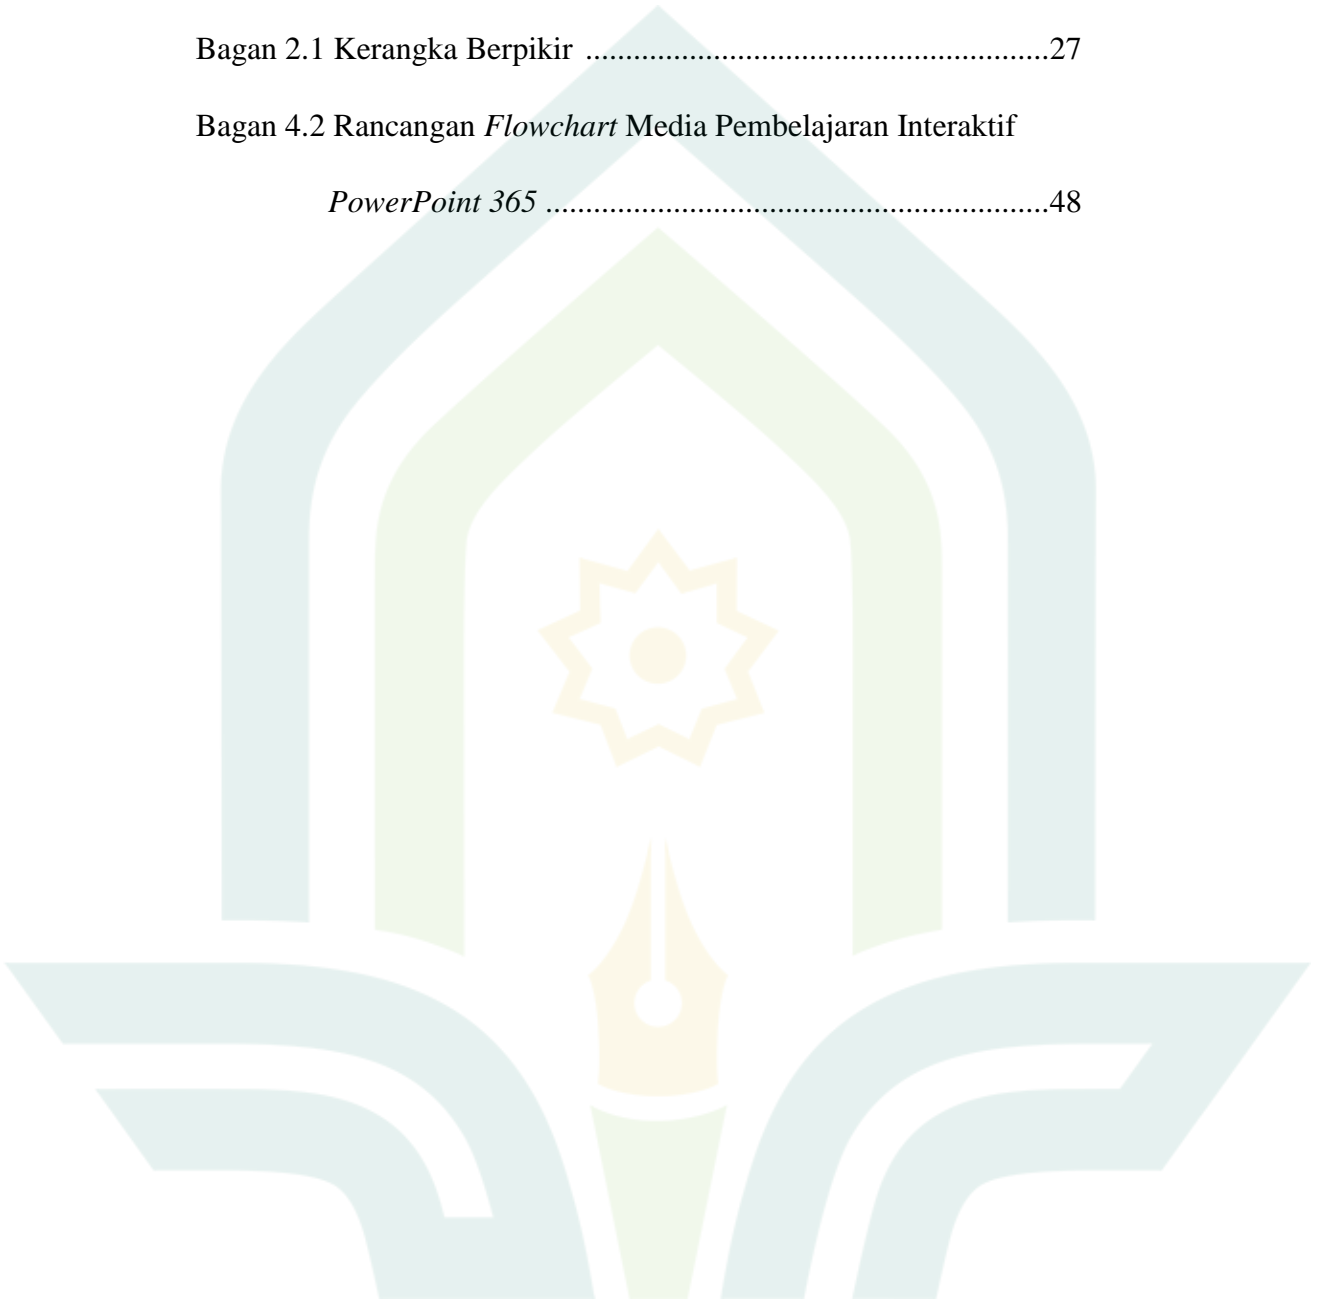 Bagan 2.1 Kerangka Berpikir .........................................................27
Bagan 4.2 Rancangan Flowchart Media Pembelajaran Interaktif
PowerPoint 365 ..............................................................48